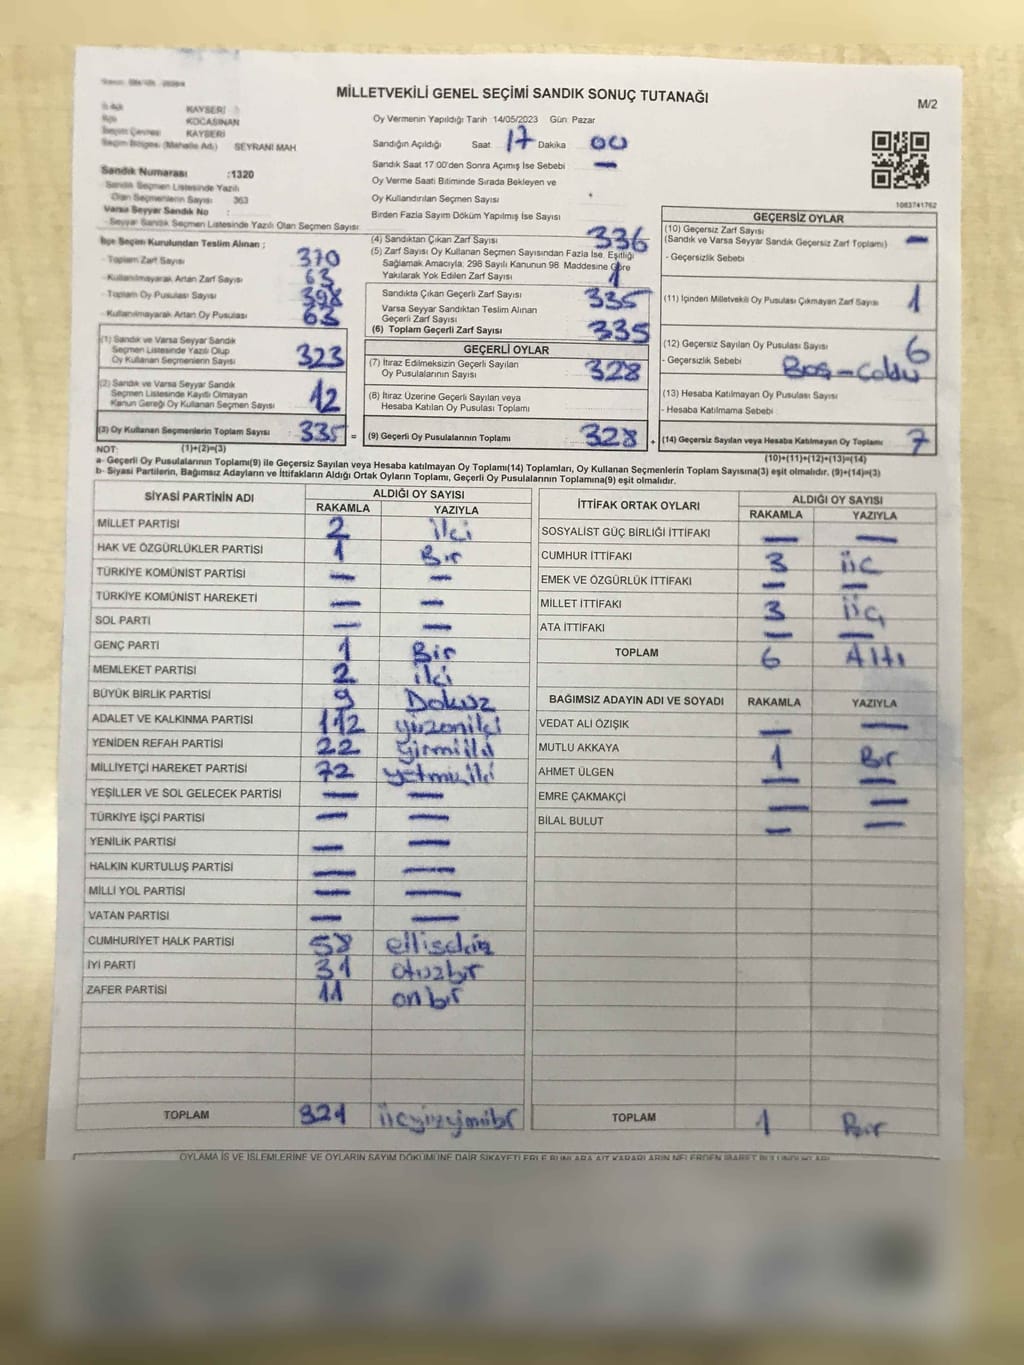 MİLLETVEKİLİ GENEL SEÇİMİ SANDIK SONUÇ TUTANAĞI
M/2
KAYSERİ
KOCASİNAN
Seçim Çevresi KAYSERİ
Seçim Bölgesi (Mahalle Adı) SEYRANI MAH
Oy Vermenin Yapıldığı Tarih 14/05/2023 Gün: Pazar
Sandığın Açıldığı Saat 17 Dakika 00
Sandık Saat 17:00'den Sonra Açımış İse Sebebi —
Oy Verme Saati Bitiminde Sırada Bekleyen ve
Oy Kullandırılan Seçmen Sayısı
Birden Fazla Sayım Döküm Yapılmış İse Sayısı
Sandık Numarası :1320
Sandık Seçmen Listesinde Yazılı
Olan Seçmenlerin Sayısı 363
Varsa Seyyar Sandık No :
Seyyar Sandık Seçmen Listesinde Yazılı Olan Seçmen Sayısı
1083741762
İlçe Seçim Kurulundan Teslim Alınan ;
- Toplam Zarf Sayısı 370
- Kullanılmayarak Artan Zarf Sayısı 63
- Toplam Oy Pusulası Sayısı 398
- Kullanılmayarak Artan Oy Pusulası 63
(1) Sandık ve Varsa Seyyar Sandık
Seçmen Listesinde Yazılı Olup
Oy Kullanan Seçmenlerin Sayısı 323
(2) Sandık ve Varsa Seyyar Sandık
Seçmen Listesinde Kayıtlı Olmayan
Kanun Gereği Oy Kullanan Seçmen Sayısı 12
(3) Oy Kullanan Seçmenlerin Toplam Sayısı : 335 =
(4) Sandıktan Çıkan Zarf Sayısı 336
(5) Zarf Sayısı Oy Kullanan Seçmen Sayısından Fazla İse, Eşitliği
Sağlamak Amacıyla, 298 Sayılı Kanunun 98. Maddesine Göre
Yakılarak Yok Edilen Zarf Sayısı 1
Sandıkta Çıkan Geçerli Zarf Sayısı 335
Varsa Seyyar Sandıktan Teslim Alınan
Geçerli Zarf Sayısı
(6) Toplam Geçerli Zarf Sayısı 335
GEÇERLİ OYLAR
(7) İtiraz Edilmeksizin Geçerli Sayılan
Oy Pusulalarının Sayısı 328
(8) İtiraz Üzerine Geçerli Sayılan veya
Hesaba Katılan Oy Pusulaları Toplamı
(9) Geçerli Oy Pusulalarının Toplamı : 328 +
GEÇERSİZ OYLAR
(10) Geçersiz Zarf Sayısı
(Sandık ve Varsa Seyyar Sandık Geçersiz Zarf Toplamı) —
- Geçersizlik Sebebi
(11) İçinden Milletvekili Oy Pusulası Çıkmayan Zarf Sayısı 1
(12) Geçersiz Sayılan Oy Pusulası Sayısı 6
- Geçersizlik Sebebi Boş –
(13) Hesaba Katılmayan Oy Pusulası Sayısı
- Hesaba Katılmama Sebebi
(14) Geçersiz Sayılan veya Hesaba Katılmayan Oy Toplamı 7
NOT: (1)+(2)=(3)
(10)+(11)+(12)+(13)=(14)
a- Geçerli Oy Pusulalarının Toplamı(9) ile Geçersiz Sayılan veya Hesaba katılmayan Oy Toplamı(14) Toplamları, Oy Kullanan Seçmenlerin Toplam Sayısına(3) eşit olmalıdır. (9)+(14)=(3)
b- Siyasi Partilerin, Bağımsız Adayların ve İttifakların Aldığı Ortak Oyların Toplamı, Geçerli Oy Pusulalarının Toplamına(9) eşit olmalıdır.
SİYASİ PARTİNİN ADI ALDIĞI OY SAYISI
RAKAMLA YAZIYLA
MİLLET PARTİSİ 2 iki
HAK VE ÖZGÜRLÜKLER PARTİSİ 1 Bir
TÜRKİYE KOMÜNİST PARTİSİ — —
TÜRKİYE KOMÜNİST HAREKETİ — —
SOL PARTİ — —
GENÇ PARTİ 1 Bir
MEMLEKET PARTİSİ 2 iki
BÜYÜK BİRLİK PARTİSİ 9 Dokuz
ADALET VE KALKINMA PARTİSİ 112 yüzoniki
YENİDEN REFAH PARTİSİ 22 yirmiiki
MİLLİYETÇİ HAREKET PARTİSİ 72 yetmişiki
YEŞİLLER VE SOL GELECEK PARTİSİ — —
TÜRKİYE İŞÇİ PARTİSİ — —
YENİLİK PARTİSİ — —
HALKIN KURTULUŞ PARTİSİ — —
MİLLİ YOL PARTİSİ — —
VATAN PARTİSİ — —
CUMHURİYET HALK PARTİSİ 58 ellisekiz
İYİ PARTİ 31 otuzbir
ZAFER PARTİSİ 11 onbir
TOPLAM 321 üçyüzyirmibir
İTTİFAK ORTAK OYLARI ALDIĞI OY SAYISI
RAKAMLA YAZIYLA
SOSYALİST GÜÇ BİRLİĞİ İTTİFAKI — —
CUMHUR İTTİFAKI 3 üç
EMEK VE ÖZGÜRLÜK İTTİFAKI — —
MİLLET İTTİFAKI 3 üç
ATA İTTİFAKI — —
TOPLAM 6 Altı
BAĞIMSIZ ADAYIN ADI VE SOYADI RAKAMLA YAZIYLA
VEDAT ALİ ÖZIŞIK — —
MUTLU AKKAYA 1 Bir
AHMET ÜLGEN — —
EMRE ÇAKMAKÇİ — —
BİLAL BULUT — —
TOPLAM 1 Bir